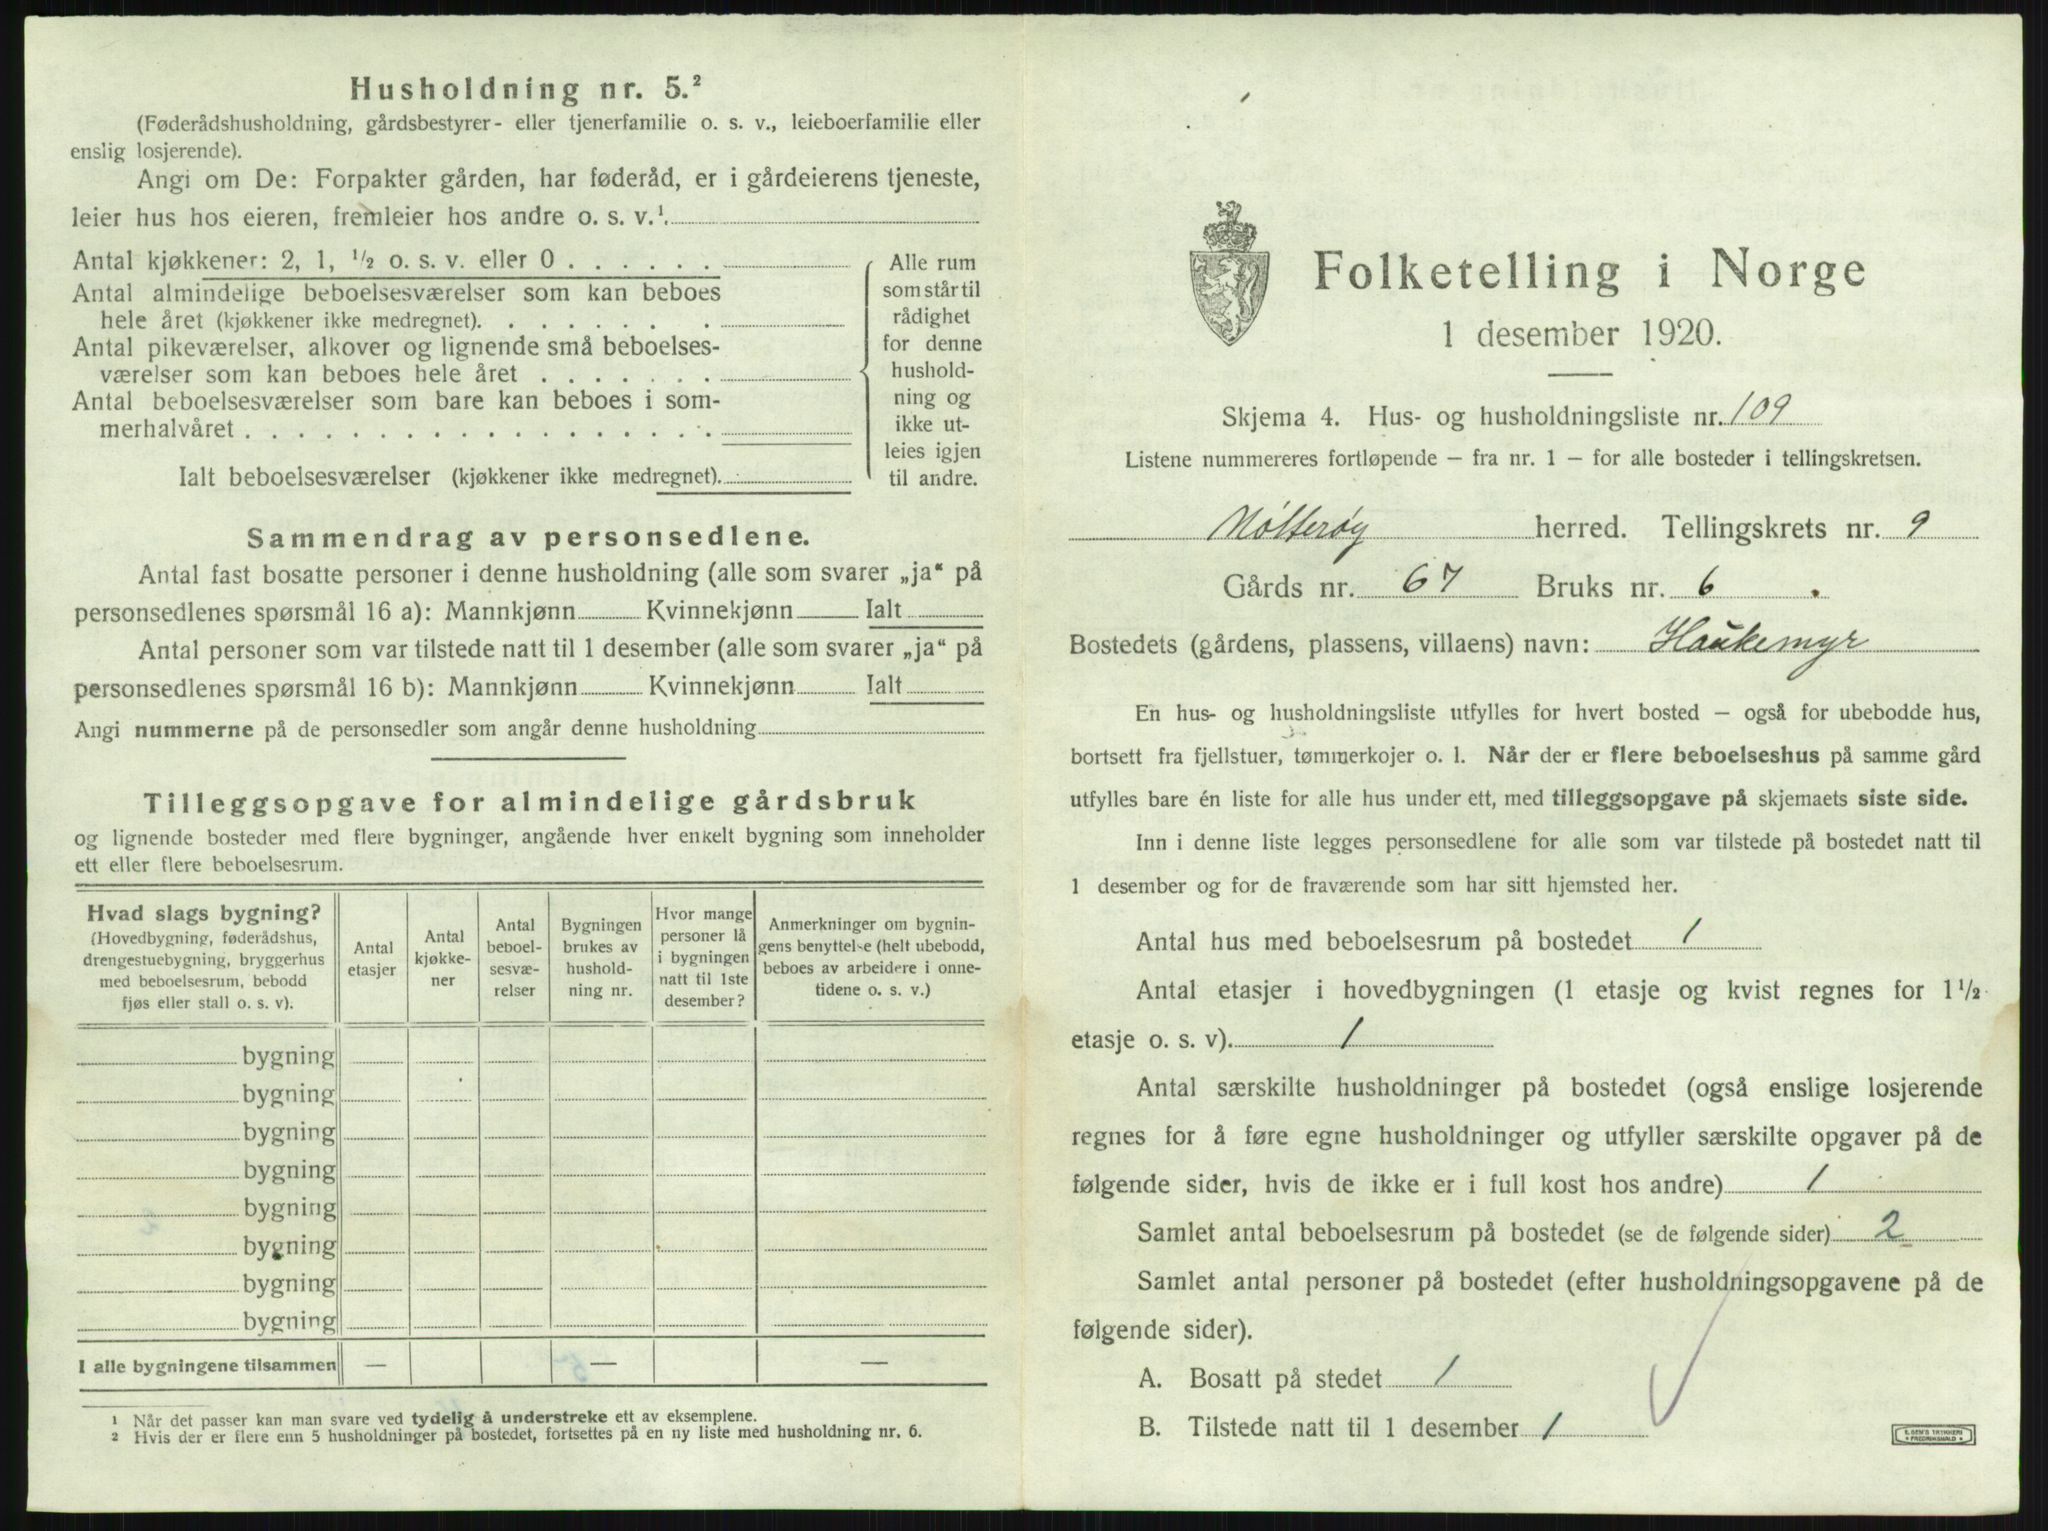 Husholdning nr. 5.²
(Føderådshusholdning, gårdsbestyrer- eller tjenerfamilie o. s. v., leieboerfamilie eller
enslig losjerende).
Angi om De: Forpakter gården, har føderåd, er i gårdeierens tjeneste,
leier hus hos eieren, fremleier hos andre o. s. v.¹.
Antal kjøkkener: 2, 1, ½ o. s. v. eller 0 . . . . . .
Antal almindelige beboelsesværelser som kan beboes
hele året (kjøkkener ikke medregnet). . . . . . . . .
Antal pikeværelser, alkover og lignende små beboelses-
værelser som kan beboes hele året . . . . . . .
Antal beboelsesværelser som bare kan beboes i som-
merhalvåret . . . . . . . . . . . . . . . . . .
Ialt beboelsesværelser (kjøkkener ikke medregnet).
Alle rum
som står til
rådighet
for denne
hushold-
ning og
ikke ut-
leies igjen
til andre.
Sammendrag av personsedlene.
Antal fast bosatte personer i denne husholdning (alle som svarer „ja“ på
personsedlenes spørsmål 16 a): Mannkjønn Kvinnekjønn Ialt
Antal personer som var tilstede natt til 1 desember (alle som svarer „ja“ på
personsedlenes spørsmål 16 b): Mannkjønn Kvinnekjønn Ialt
Angi nummerne på de personsedler som angår denne husholdning
Tilleggsopgave for almindelige gårdsbruk
og lignende bosteder med flere bygninger, angående hver enkelt bygning som inneholder
ett eller flere beboelsesrum.
Hvad slags bygning?
(Hovedbygning, føderådshus,
drengestuebygning, bryggerhus
med beboelsesrum, bebodd
fjøs eller stall o. s. v).
Antal
etasjer
Antal
kjøkke-
ner
Antal
beboel-
sesvæ-
relser
Bygningen
brukes av
hushold-
ning nr.
Hvor mange
personer lå
i bygningen
natt til 1ste
desember?
Anmerkninger om bygnin-
gens benyttelse (helt ubebodd,
beboes av arbeidere i onne-
tidene o. s. v.)
bygning
bygning
bygning
bygning
bygning
bygning
bygning
bygning
I alle bygningene tilsammen — — —
¹ Når det passer kan man svare ved tydelig å understreke ett av eksemplene.
² Hvis der er flere enn 5 husholdninger på bostedet, fortsettes på en ny liste med husholdning nr. 6.
Folketelling i Norge
1 desember 1920.
Skjema 4. Hus- og husholdningsliste nr. 109
Listene nummereres fortløpende – fra nr. 1 – for alle bosteder i tellingskretsen.
Nøtterøy herred. Tellingskrets nr. 9
Gårds nr. 67 Bruks nr. 6
Bostedets (gårdens, plassens, villaens) navn: Haukemyr
En hus- og husholdningsliste utfylles for hvert bosted – også for ubebodde hus,
bortsett fra fjellstuer, tømmerkojer o. l. Når der er flere beboelseshus på samme gård
utfylles bare én liste for alle hus under ett, med tilleggsopgave på skjemaets siste side.
Inn i denne liste legges personsedlene for alle som var tilstede på bostedet natt til
1 desember og for de fraværende som har sitt hjemsted her.
Antal hus med beboelsesrum på bostedet 1
Antal etasjer i hovedbygningen (1 etasje og kvist regnes for 1½
etasje o. s. v). 1
Antal særskilte husholdninger på bostedet (også enslige losjerende
regnes for å føre egne husholdninger og utfyller særskilte opgaver på de
følgende sider, hvis de ikke er i full kost hos andre) 1
Samlet antal beboelsesrum på bostedet (se de følgende sider) 2
Samlet antal personer på bostedet (efter husholdningsopgavene på de
følgende sider).
A. Bosatt på stedet 1
B. Tilstede natt til 1 desember 1
E. SEM'S TRYKKERI
FREDRIKSHALD